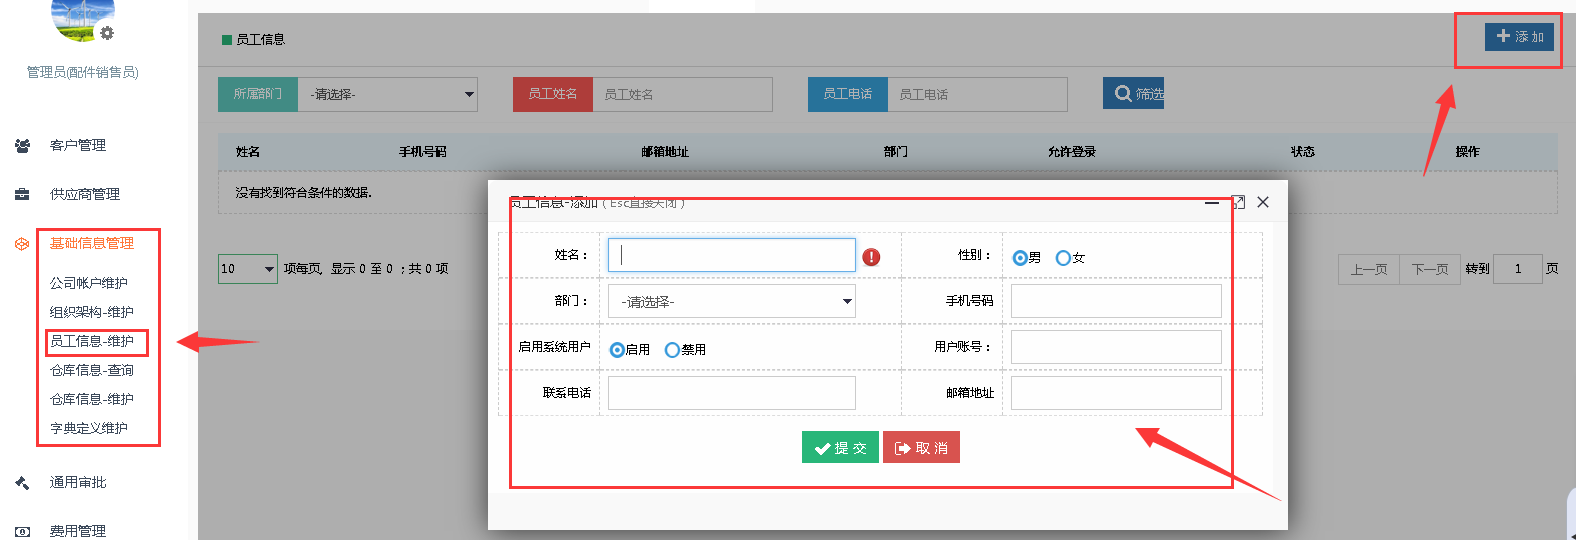 管理员(配件销售员)
客户管理
供应商管理
基础信息管理
公司帐户维护
组织架构-维护
员工信息-维护
仓库信息-查询
仓库信息-维护
字典定义维护
通用审批
费用管理
员工信息
添加
所属部门 -请选择- 员工姓名 员工姓名 员工电话 员工电话 筛选
姓名 手机号码 邮箱地址 部门 允许登录 状态 操作
没有找到符合条件的数据.
10 项每页, 显示 0 至 0 ; 共 0 项
上一页 下一页 转到 1 页
员工信息-添加 ( Esc直接关闭 )
姓名: 性别: 男 女
部门: -请选择- 手机号码
启用系统用户 启用 禁用 用户账号:
联系电话 邮箱地址
提交 取消